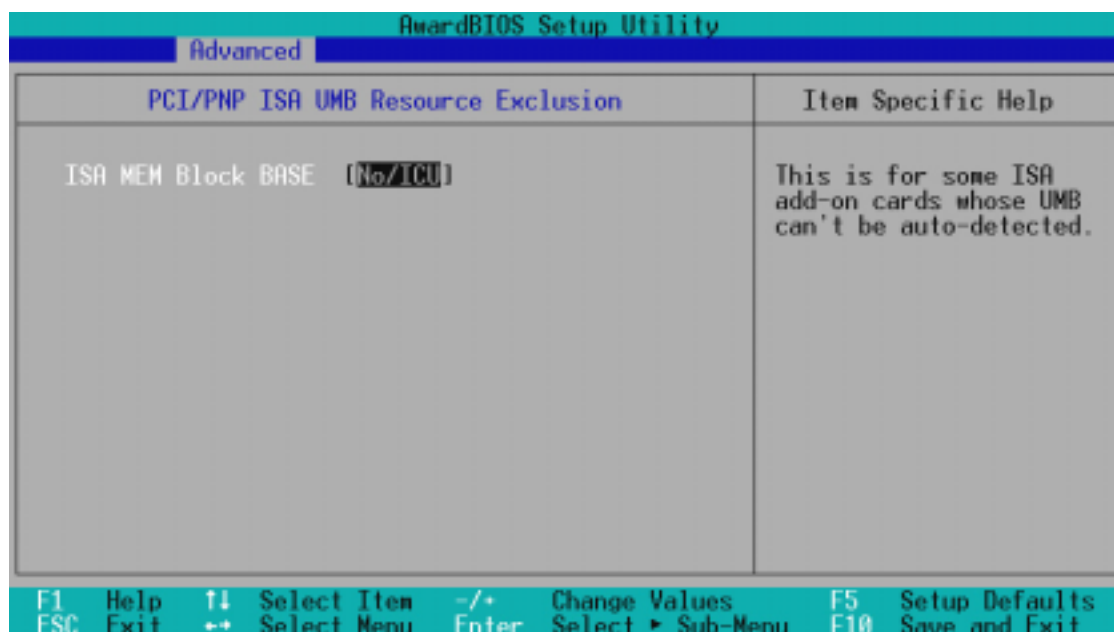 AwardBIOS Setup Utility
Advanced
PCI/PNP ISA UMB Resource Exclusion
Item Specific Help
ISA MEM Block BASE [No/ICU]
This is for some ISA
add-on cards whose UMB
can't be auto-detected.
F1 Help ↑↓ Select Item -/+ Change Values F5 Setup Defaults
ESC Exit ←→ Select Menu Enter Select ► Sub-Menu F10 Save and Exit